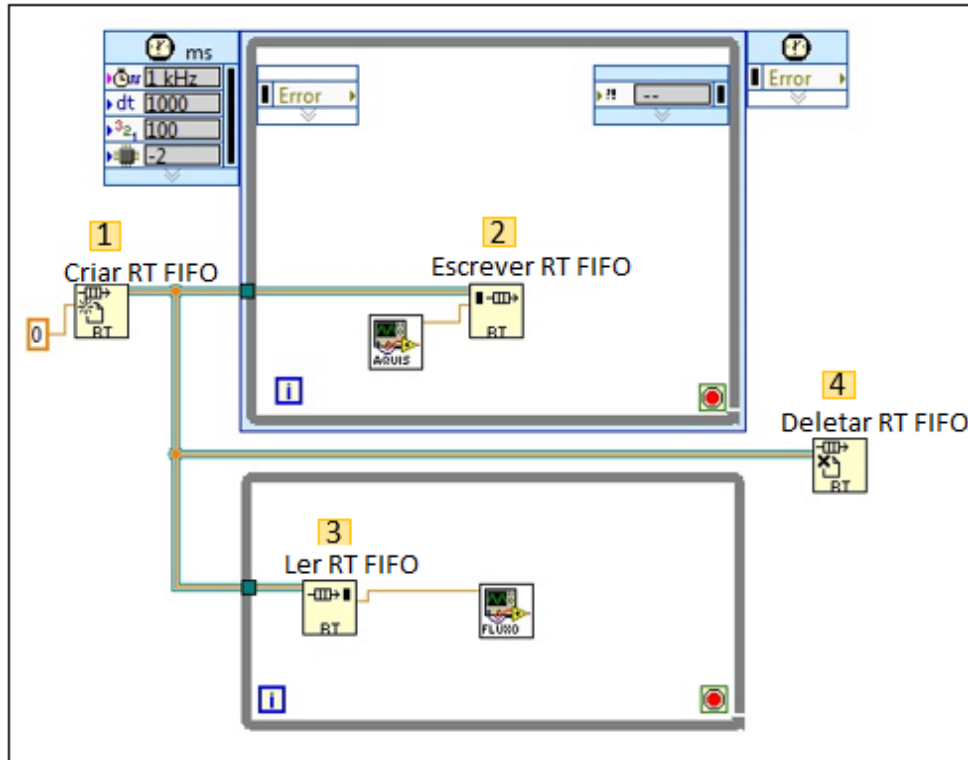 ms
1 kHz
Error
!! --
Error
dt 1000
321 100
-2
1
2
Criar RT FIFO
Escrever RT FIFO
RT
RT
0
AQUIS
i
4
Deletar RT FIFO
RT
3
Ler RT FIFO
RT
FLUXO
i